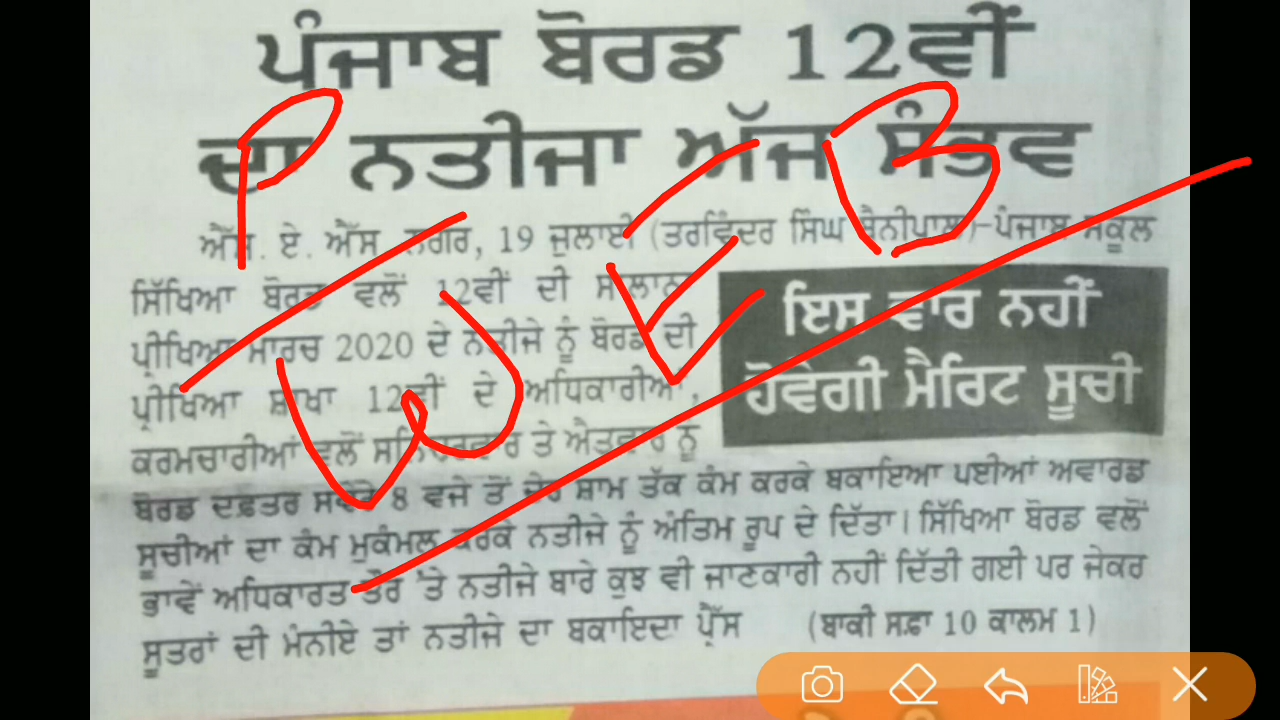 ਪੰਜਾਬ ਬੋਰਡ 12ਵੀਂ
ਦਾ ਨਤੀਜਾ ਅੱਜ ਸੰਭਵ
ਐੱਸ. ਏ. ਐੱਸ ਨਗਰ, 19 ਜੁਲਾਈ (ਤਰਵਿੰਦਰ ਸਿੰਘ ਬੈਨੀਪਾਲ)-ਪੰਜਾਬ ਸਕੂਲ
ਸਿੱਖਿਆ ਬੋਰਡ ਵਲੋਂ 12ਵੀਂ ਦੀ ਸਾਲਾਨਾ
ਪ੍ਰੀਖਿਆ ਮਾਰਚ 2020 ਦੇ ਨਤੀਜੇ ਨੂੰ ਬੋਰਡ ਦੀ
ਪ੍ਰੀਖਿਆ ਸ਼ਾਖਾ 12ਵੀਂ ਦੇ ਅਧਿਕਾਰੀਆਂ,
ਕਰਮਚਾਰੀਆਂ ਵਲੋਂ ਸਨਿਚਰਵਾਰ ਤੇ ਐਤਵਾਰ ਨੂੰ
ਬੋਰਡ ਦਫ਼ਤਰ ਸਵੇਰੇ 8 ਵਜੇ ਤੋਂ ਦੇਰ ਸ਼ਾਮ ਤੱਕ ਕੰਮ ਕਰਕੇ ਬਕਾਇਆ ਪਈਆਂ ਅਵਾਰਡ
ਸੂਚੀਆਂ ਦਾ ਕੰਮ ਮੁਕੰਮਲ ਕਰਕੇ ਨਤੀਜੇ ਨੂੰ ਅੰਤਿਮ ਰੂਪ ਦੇ ਦਿੱਤਾ। ਸਿੱਖਿਆ ਬੋਰਡ ਵਲੋਂ
ਭਾਵੇਂ ਅਧਿਕਾਰਤ ਤੌਰ 'ਤੇ ਨਤੀਜੇ ਬਾਰੇ ਕੁਝ ਵੀ ਜਾਣਕਾਰੀ ਨਹੀਂ ਦਿੱਤੀ ਗਈ ਪਰ ਜੇਕਰ
ਸੂਤਰਾਂ ਦੀ ਮੰਨੀਏ ਤਾਂ ਨਤੀਜੇ ਦਾ ਬਕਾਇਦਾ ਪ੍ਰੈੱਸ (ਬਾਕੀ ਸਫ਼ਾ 10 ਕਾਲਮ 1)
ਇਸ ਵਾਰ ਨਹੀਂ
ਹੋਵੇਗੀ ਮੈਰਿਟ ਸੂਚੀ
P
B